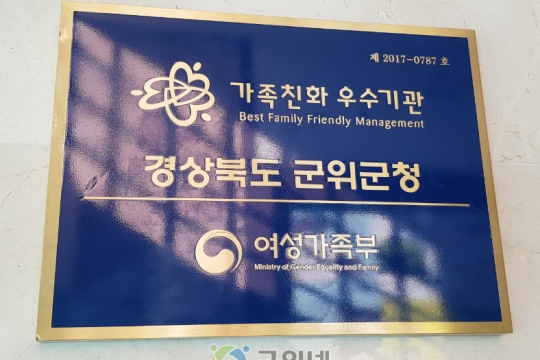 제 2017-0787 호
가족친화 우수기관
Best Family Friendly Management
경상북도 군위군청
여성가족부
Ministry of Gender Equality and Family